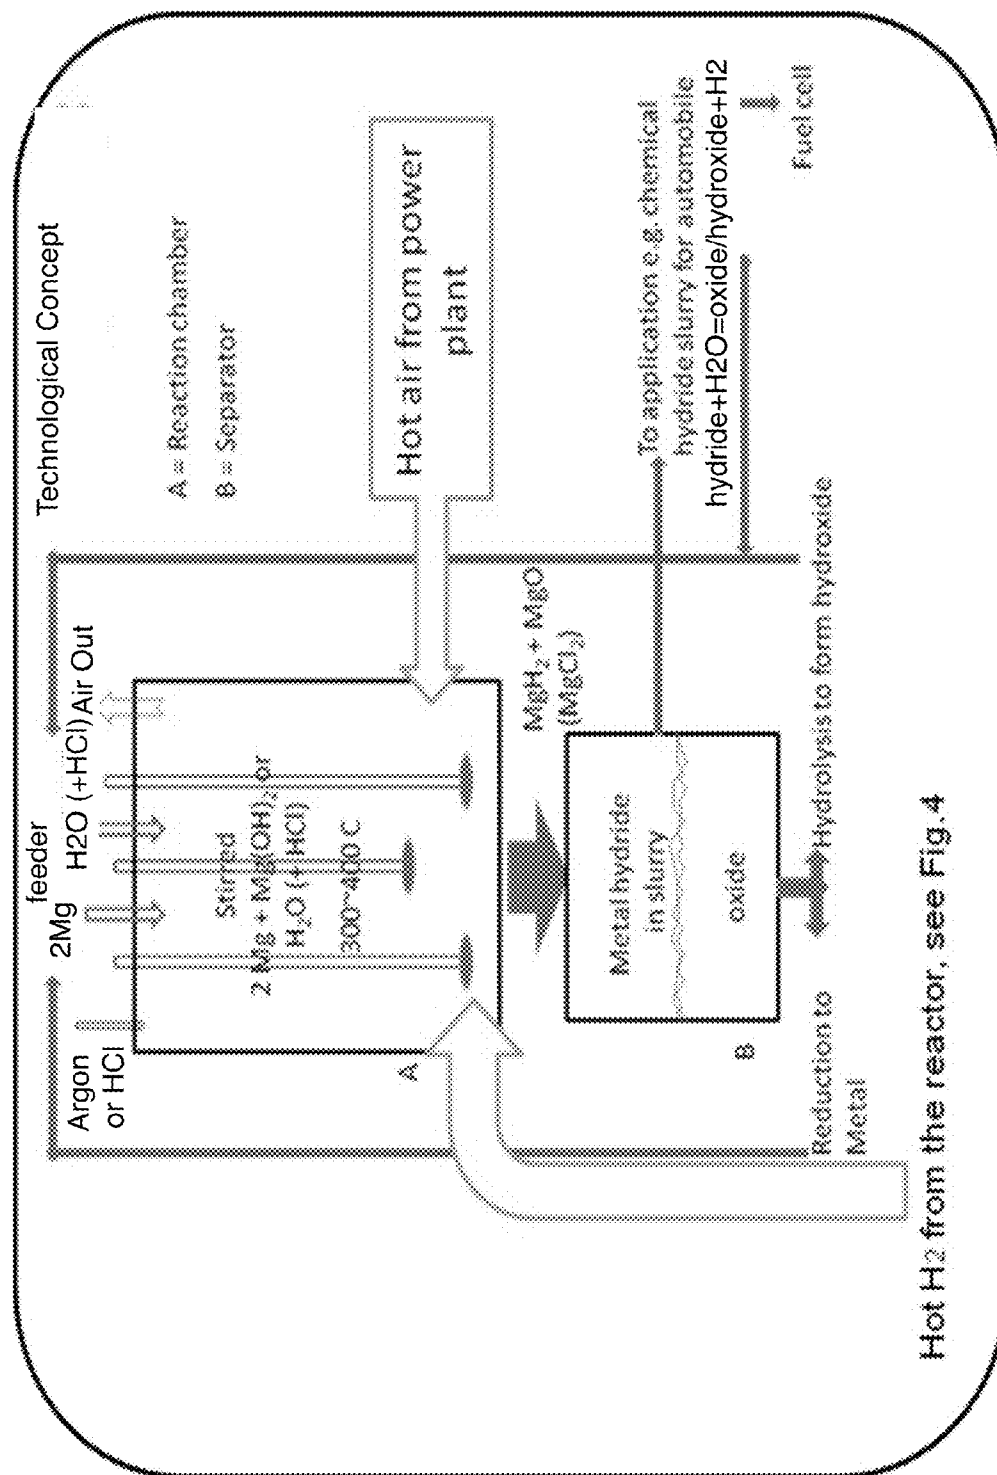 Technological Concept
A = Reaction chamber
B = Separator
feeder
2Mg
H2O (+HCl)
Air Out
Argon
or HCl
Stirred
2 Mg + Mg(OH)₂ or
H₂O (+ HCl)
300~400 C
A
Hot air from power
plant
MgH₂ + MgO
(MgCl₂)
Metal hydride
in slurry
oxide
B
To application e.g. chemical
hydride slurry for automobile
hydride+H2O=oxide/hydroxide+H2
Fuel cell
Reduction to
Metal
Hydrolysis to form hydroxide
Hot H2 from the reactor, see Fig.4